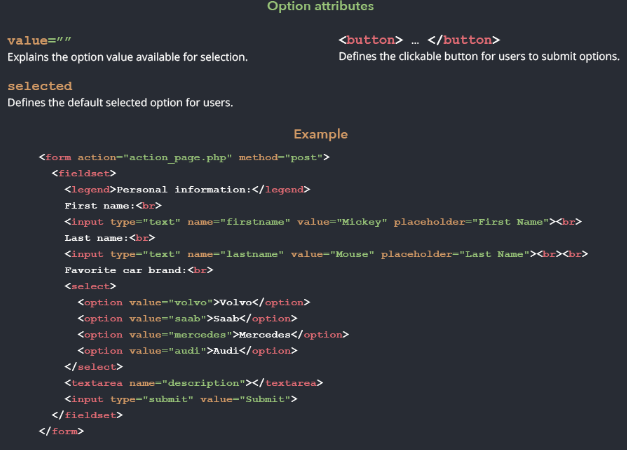 Option attributes
value=””
Explains the option value available for selection.
<button> … </button>
Defines the clickable button for users to submit options.
selected
Defines the default selected option for users.
Example
<form action="action_page.php" method="post">
<fieldset>
<legend>Personal information:</legend>
First name:<br>
<input type="text" name="firstname" value="Mickey" placeholder="First Name"><br>
Last name:<br>
<input type="text" name="lastname" value="Mouse" placeholder="Last Name"><br><br>
Favorite car brand:<br>
<select>
<option value="volvo">Volvo</option>
<option value="saab">Saab</option>
<option value="mercedes">Mercedes</option>
<option value="audi">Audi</option>
</select>
<textarea name="description"></textarea>
<input type="submit" value="Submit">
</fieldset>
</form>